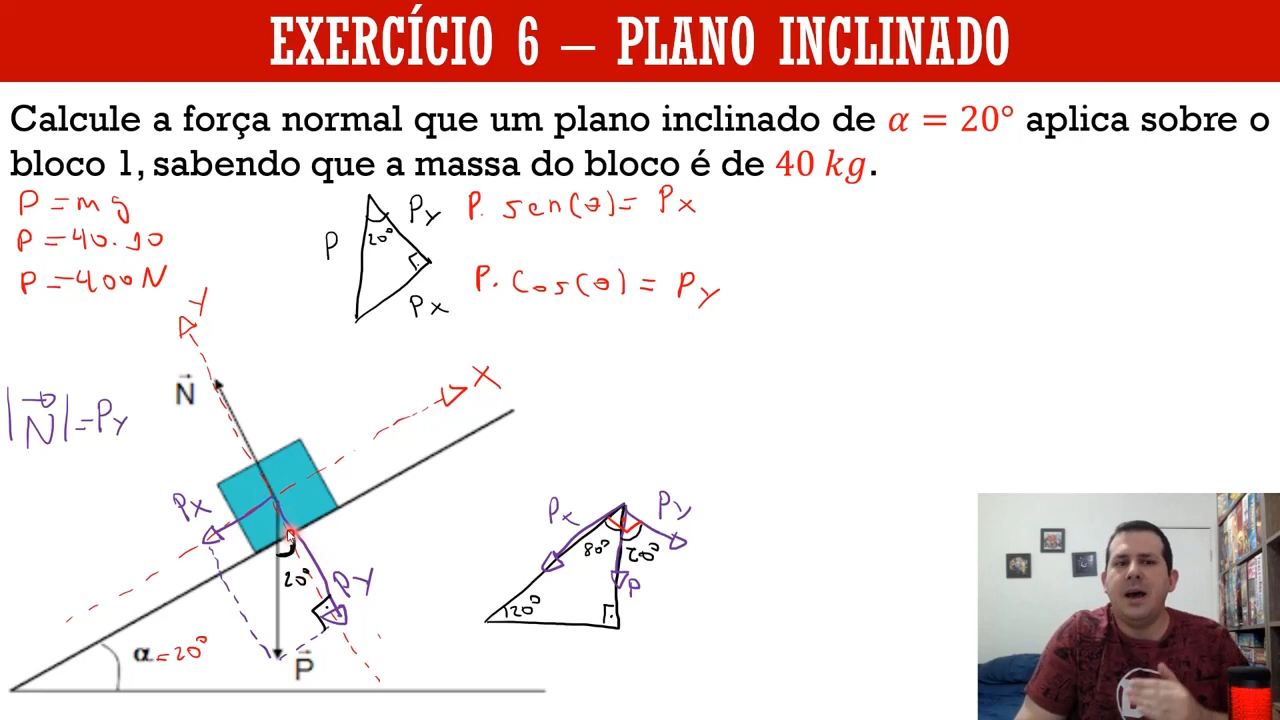 EXERCÍCIO 6 – PLANO INCLINADO
Calcule a força normal que um plano inclinado de α = 20° aplica sobre o
bloco 1, sabendo que a massa do bloco é de 40 kg.
P = m g
P = 40.10
P = 400 N
P
20°
PY
Px
P. sen(θ) = Px
P. Cos(θ) = PY
Y
X
N
|N| = PY
Px
20°
PY
P
α = 20°
Px
PY
80°
20°
P
120°